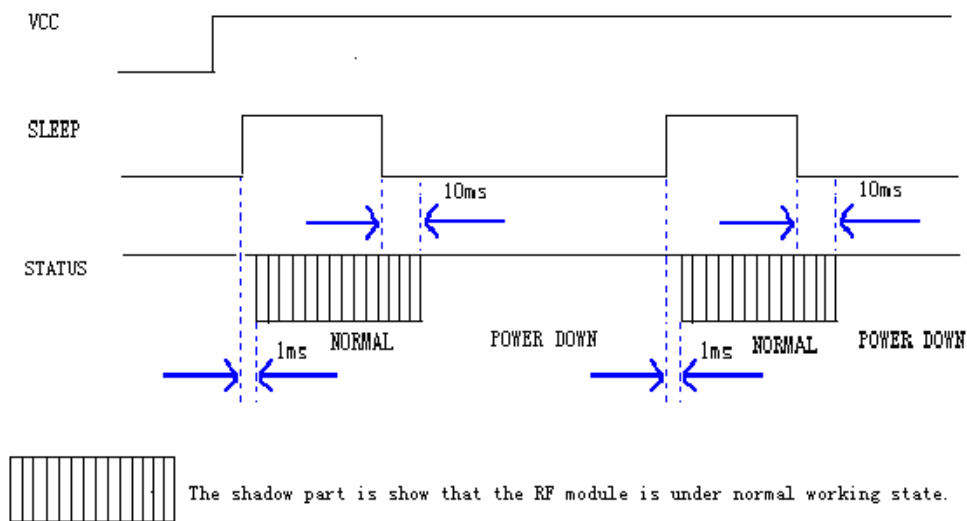 VCC
SLEEP
10ms
10ms
STATUS
1ms
NORMAL
POWER DOWN
1ms
NORMAL
POWER DOWN
The shadow part is show that the RF module is under normal working state.